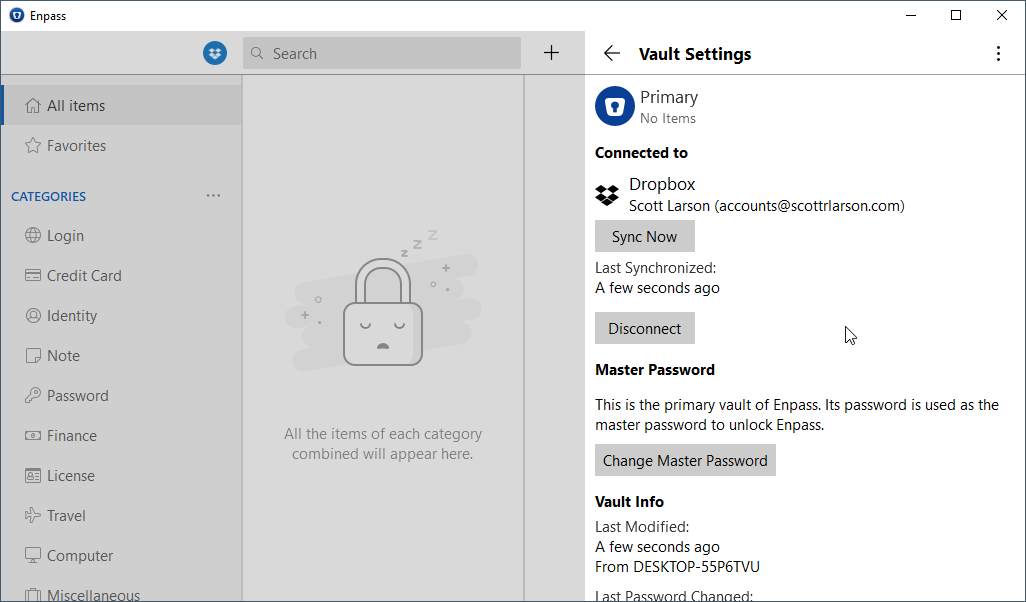 Enpass
Search
All items
Favorites
CATEGORIES
Login
Credit Card
Identity
Note
Password
Finance
License
Travel
Computer
Miscellaneous
z z z
All the items of each category
combined will appear here.
Vault Settings
Primary
No Items
Connected to
Dropbox
Scott Larson (accounts@scottrlarson.com)
Sync Now
Last Synchronized:
A few seconds ago
Disconnect
Master Password
This is the primary vault of Enpass. Its password is used as the
master password to unlock Enpass.
Change Master Password
Vault Info
Last Modified:
A few seconds ago
From DESKTOP-55P6TVU
Last Password Changed: